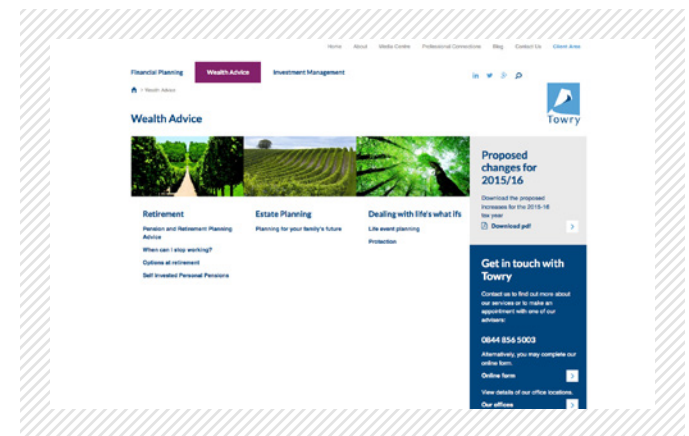 Home About Media Centre Professional Connections Blog Contact Us Client Area
Financial Planning Wealth Advice Investment Management
> Wealth Advice
Towry
Wealth Advice
Retirement
Pension and Retirement Planning
Advice
When can I stop working?
Options at retirement
Self Invested Personal Pensions
Estate Planning
Planning for your family's future
Dealing with life's what ifs
Life event planning
Protection
Proposed
changes for
2015/16
Download the proposed
increases for the 2015-16
tax year
Download pdf
Get in touch with
Towry
Contact us to find out more about
our services or to make an
appointment with one of our
advisers:
0844 856 5003
Alternatively, you may complete our
online form.
Online form
View details of our office locations.
Our offices